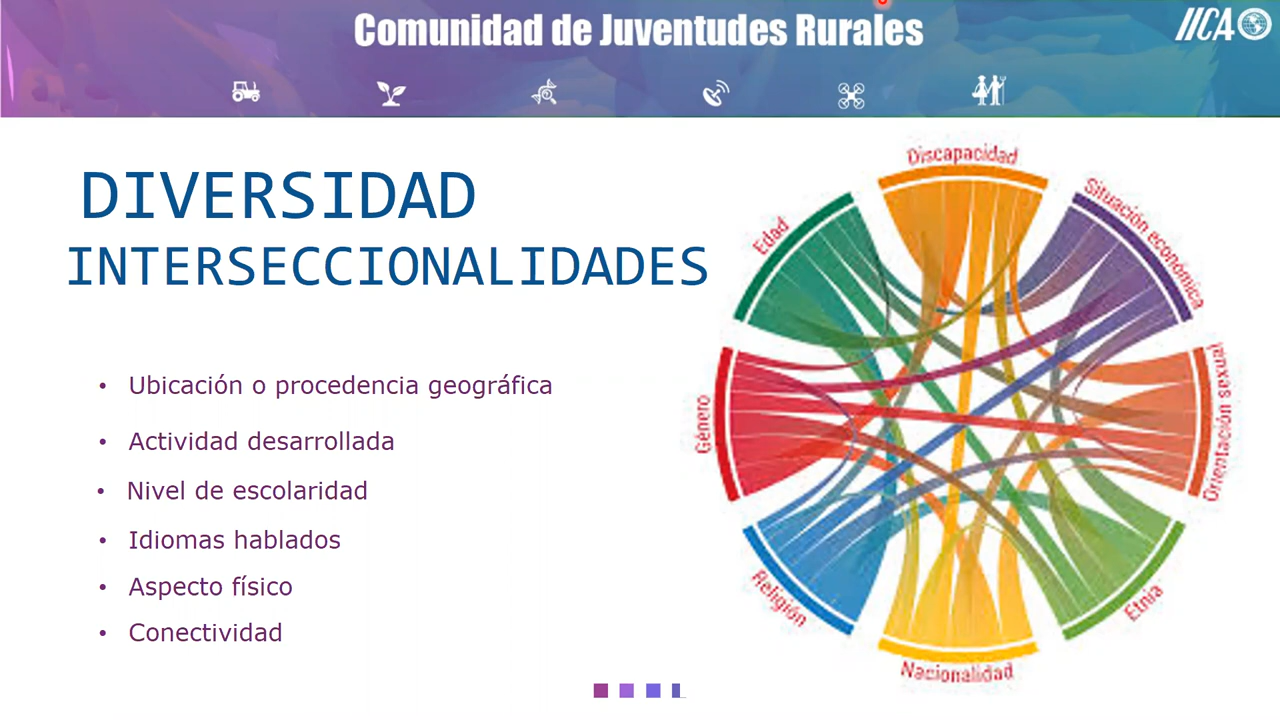 Comunidad de Juventudes Rurales
IICA
DIVERSIDAD
INTERSECCIONALIDADES
• Ubicación o procedencia geográfica
• Actividad desarrollada
• Nivel de escolaridad
• Idiomas hablados
• Aspecto físico
• Conectividad
Discapacidad
Situación económica
Orientación sexual
Etnia
Nacionalidad
Religión
Género
Edad